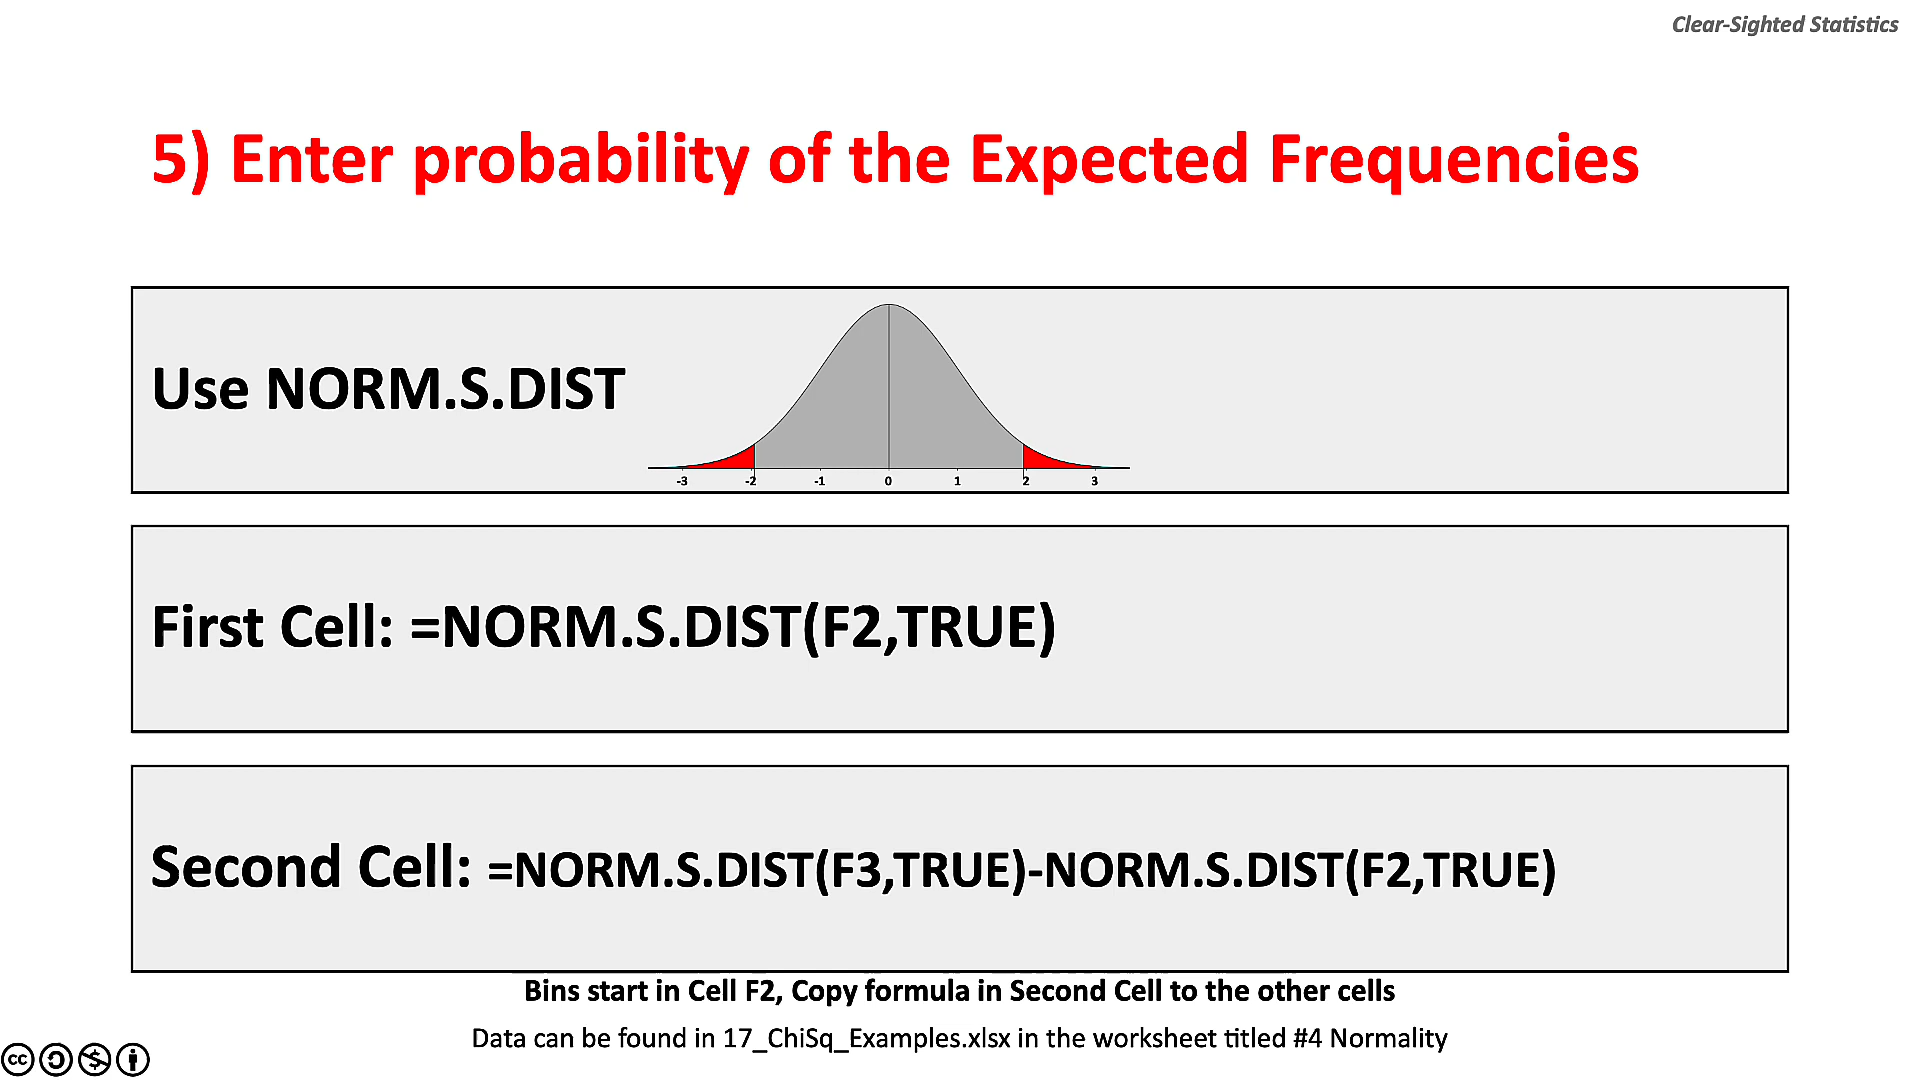 Clear-Sighted Statistics
5) Enter probability of the Expected Frequencies
Use NORM.S.DIST
-3 -2 -1 0 1 2 3
First Cell: =NORM.S.DIST(F2,TRUE)
Second Cell: =NORM.S.DIST(F3,TRUE)-NORM.S.DIST(F2,TRUE)
Bins start in Cell F2, Copy formula in Second Cell to the other cells
Data can be found in 17_ChiSq_Examples.xlsx in the worksheet titled #4 Normality
cc